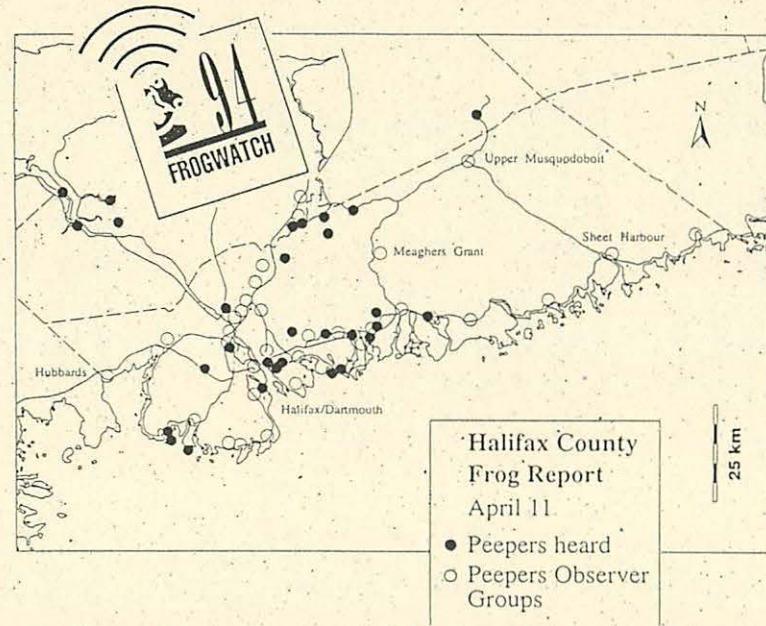 94
FROGWATCH
N
Upper Musquodoboit
Sheet Harbour
Meaghers Grant
Hubbards
Halifax/Dartmouth
25 km
Halifax County
Frog Report
April 11
Peepers heard
Peepers Observer
Groups